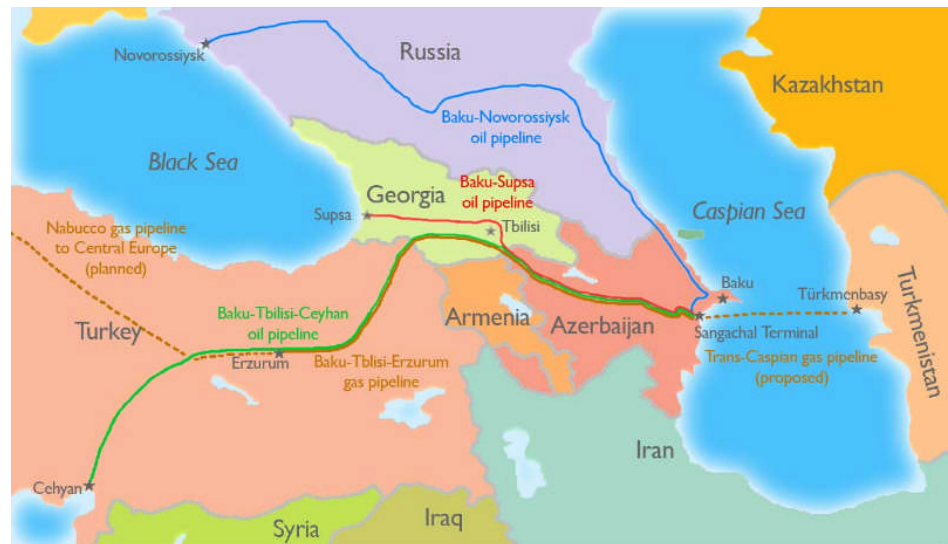 Novorossiysk
Russia
Kazakhstan
Baku-Novorossiysk
oil pipeline
Black Sea
Georgia
Baku-Supsa
oil pipeline
Supsa
Tbilisi
Caspian Sea
Nabucco gas pipeline
to Central Europe
(planned)
Baku
Türkmenbasy
Turkmenistan
Turkey
Baku-Tbilisi-Ceyhan
oil pipeline
Armenia
Azerbaijan
Sangachal Terminal
Erzurum
Baku-Tblisi-Erzurum
gas pipeline
Trans-Caspian gas pipeline
(proposed)
Iran
Cehyan
Syria
Iraq